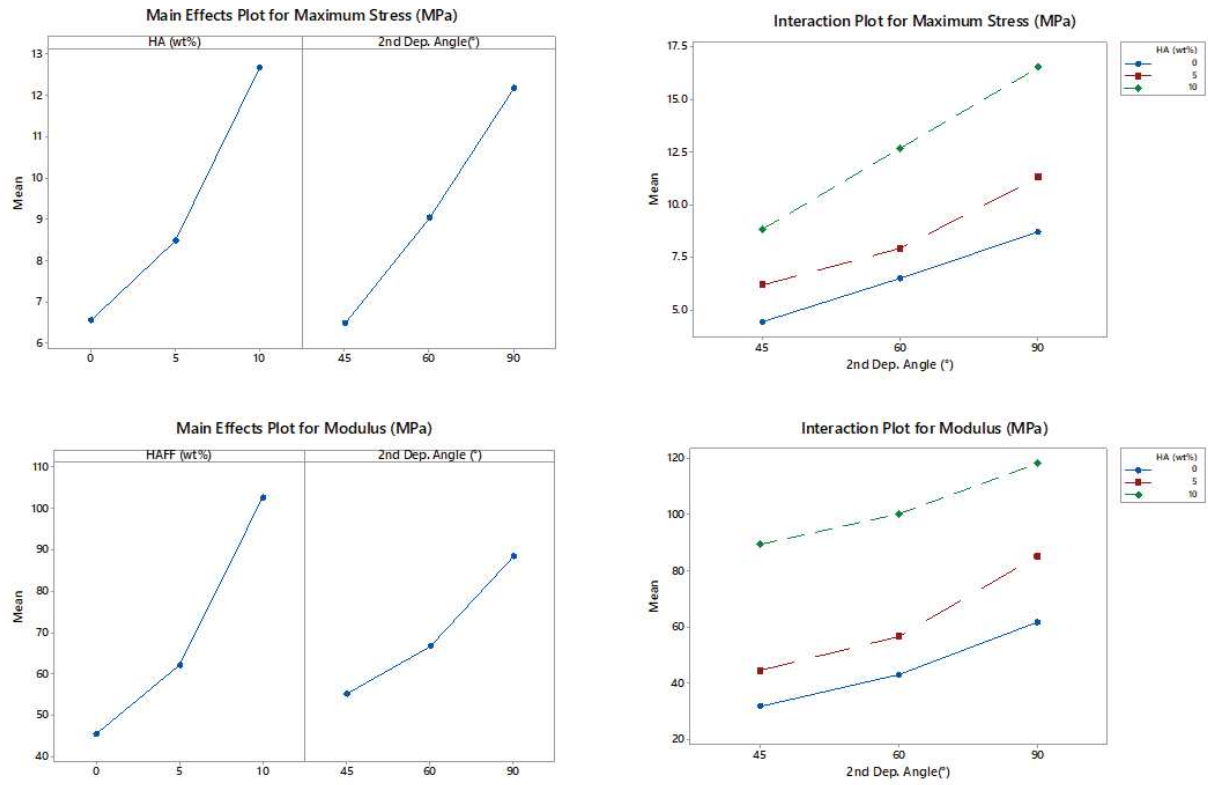 Main Effects Plot for Maximum Stress (MPa)
HA (wt%) 2nd Dep. Angle(°)
13
12
11
10
9
8
7
6
Mean
0 5 10 45 60 90
Interaction Plot for Maximum Stress (MPa)
17.5
15.0
12.5
10.0
7.5
5.0
Mean
45 60 90
2nd Dep. Angle (°)
HA (wt%)
0
5
10
Main Effects Plot for Modulus (MPa)
HAFF (wt%) 2nd Dep. Angle (°)
110
100
90
80
70
60
50
40
Mean
0 5 10 45 60 90
Interaction Plot for Modulus (MPa)
120
100
80
60
40
20
Mean
45 60 90
2nd Dep. Angle(°)
HA (wt%)
0
5
10